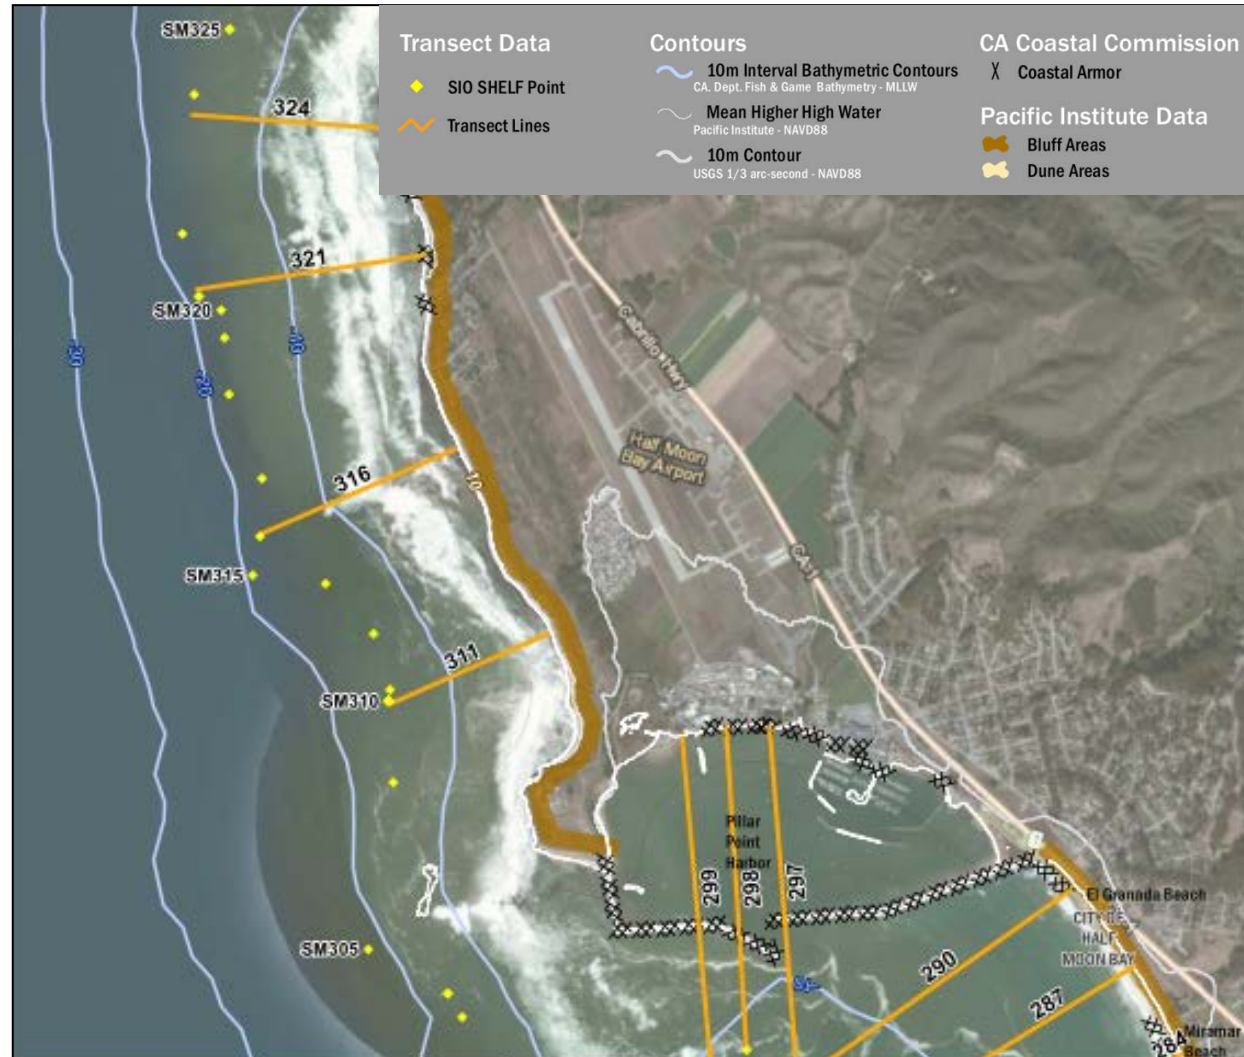 Transect Data
SIO SHELF Point
Transect Lines
Contours
10m Interval Bathymetric Contours
CA. Dept. Fish & Game Bathymetry - MLLW
Mean Higher High Water
Pacific Institute - NAVD88
10m Contour
USGS 1/3 arc-second - NAVD88
CA Coastal Commission
Coastal Armor
Pacific Institute Data
Bluff Areas
Dune Areas
SM325
324
321
SM320
Cabrillo Hwy
Half Moon
Bay Airport
316
10
SM315
CA-1
311
SM310
Pillar
Point
Harbor
299
298
297
El Granada Beach
CITY OF
HALF
MOON BAY
SM305
290
287
284
Miramar
Beach